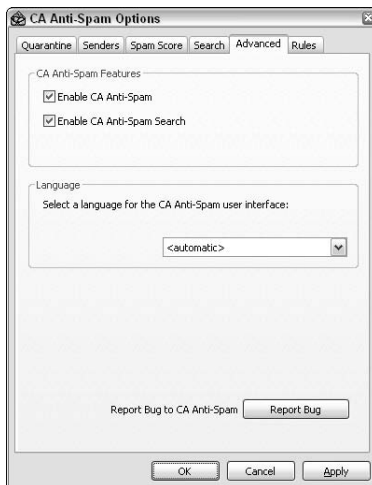 CA Anti-Spam Options
Quarantine Senders Spam Score Search Advanced Rules
CA Anti-Spam Features
Enable CA Anti-Spam
Enable CA Anti-Spam Search
Language
Select a language for the CA Anti-Spam user interface:
<automatic>
Report Bug to CA Anti-Spam Report Bug
OK Cancel Apply